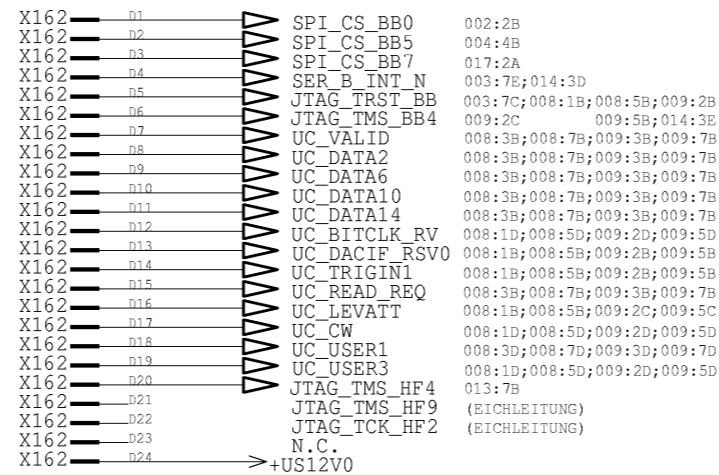 X162 D1 SPI_CS_BB0 002:2B
X162 D2 SPI_CS_BB5 004:4B
X162 D3 SPI_CS_BB7 017:2A
X162 D4 SER_B_INT_N 003:7E;014:3D
X162 D5 JTAG_TRST_BB 003:7C;008:1B;008:5B;009:2B
X162 D6 JTAG_TMS_BB4 009:2C 009:5B;014:3E
X162 D7 UC_VALID 008:3B;008:7B;009:3B;009:7B
X162 D8 UC_DATA2 008:3B;008:7B;009:3B;009:7B
X162 D9 UC_DATA6 008:3B;008:7B;009:3B;009:7B
X162 D10 UC_DATA10 008:3B;008:7B;009:3B;009:7B
X162 D11 UC_DATA14 008:3B;008:7B;009:3B;009:7B
X162 D12 UC_BITCLK_RV 008:1D;008:5D;009:2D;009:5D
X162 D13 UC_DACIF_RSV0 008:1B;008:5B;009:2B;009:5B
X162 D14 UC_TRIGIN1 008:1B;008:5B;009:2B;009:5B
X162 D15 UC_READ_REQ 008:3B;008:7B;009:3B;009:7B
X162 D16 UC_LEVATT 008:1B;008:5B;009:2C;009:5C
X162 D17 UC_CW 008:1D;008:5D;009:2D;009:5D
X162 D18 UC_USER1 008:3D;008:7D;009:3D;009:7D
X162 D19 UC_USER3 008:1D;008:5D;009:2D;009:5D
X162 D20 JTAG_TMS_HF4 013:7B
X162 D21 JTAG_TMS_HF9 (EICHLEITUNG)
X162 D22 JTAG_TCK_HF2 (EICHLEITUNG)
X162 D23 N.C.
X162 D24 +US12V0